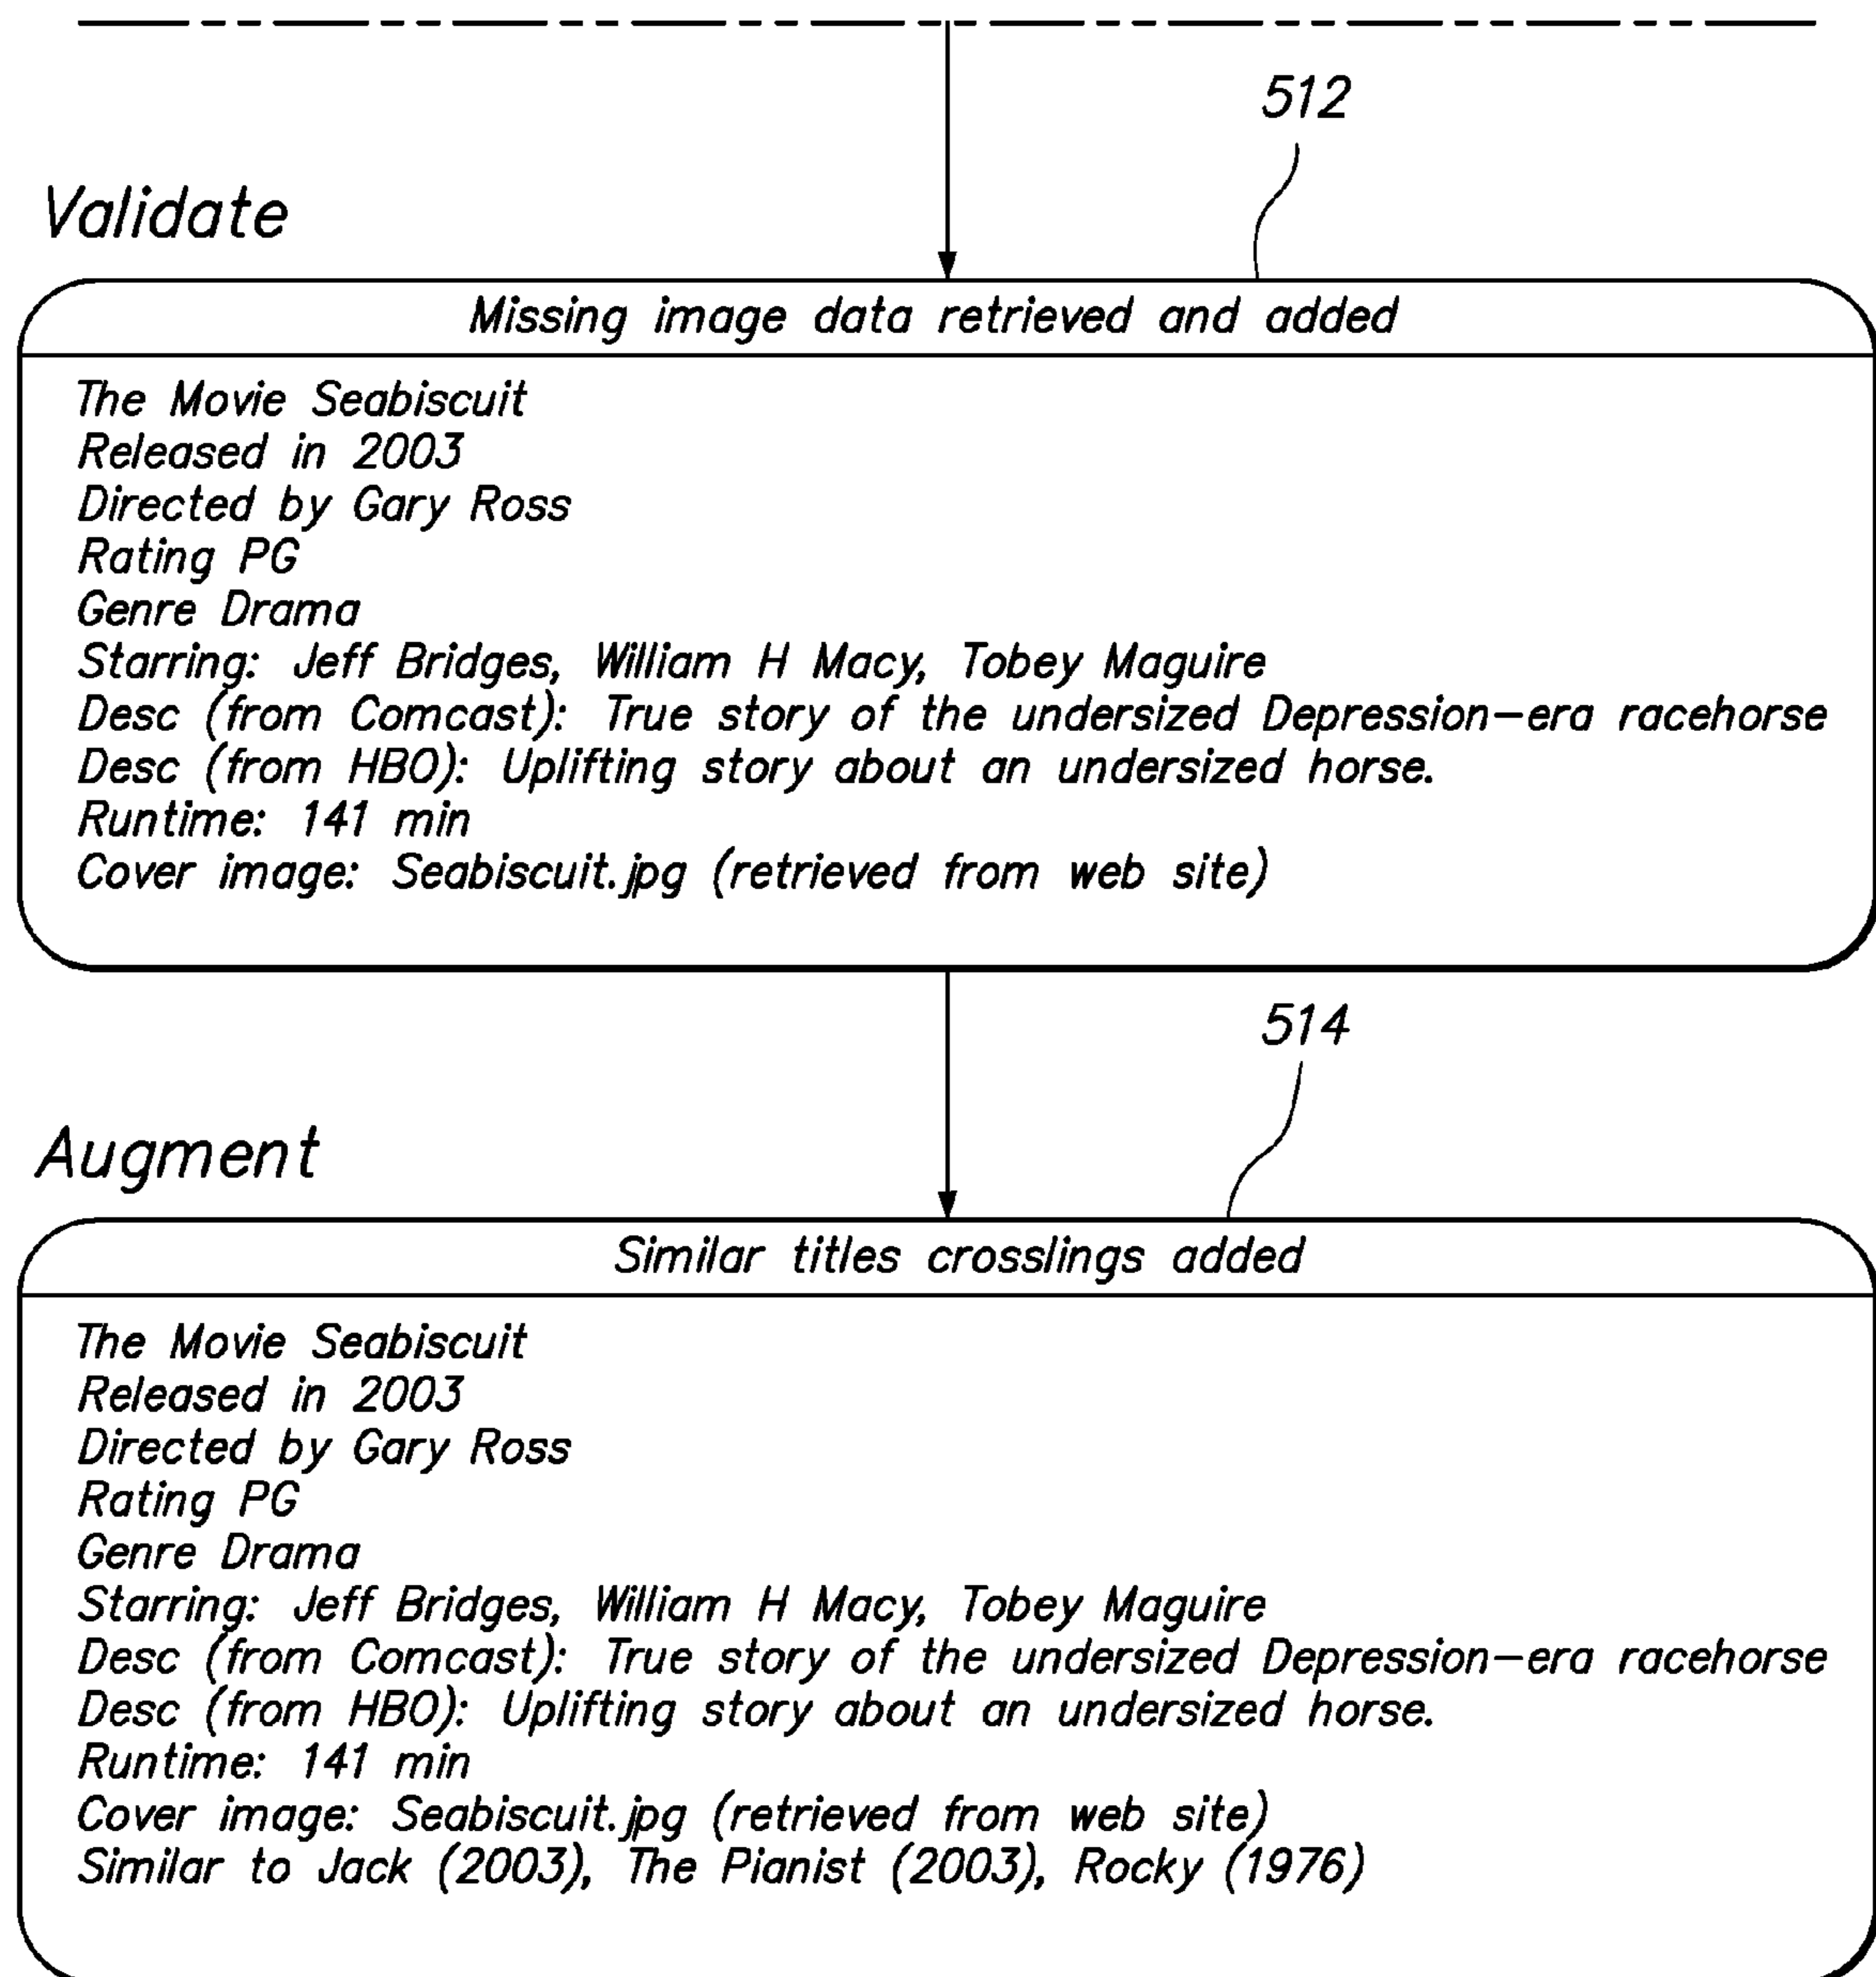 512
Validate
Missing image data retrieved and added
The Movie Seabiscuit
Released in 2003
Directed by Gary Ross
Rating PG
Genre Drama
Starring: Jeff Bridges, William H Macy, Tobey Maguire
Desc (from Comcast): True story of the undersized Depression-era racehorse
Desc (from HBO): Uplifting story about an undersized horse.
Runtime: 141 min
Cover image: Seabiscuit.jpg (retrieved from web site)
514
Augment
Similar titles crosslings added
The Movie Seabiscuit
Released in 2003
Directed by Gary Ross
Rating PG
Genre Drama
Starring: Jeff Bridges, William H Macy, Tobey Maguire
Desc (from Comcast): True story of the undersized Depression-era racehorse
Desc (from HBO): Uplifting story about an undersized horse.
Runtime: 141 min
Cover image: Seabiscuit.jpg (retrieved from web site)
Similar to Jack (2003), The Pianist (2003), Rocky (1976)